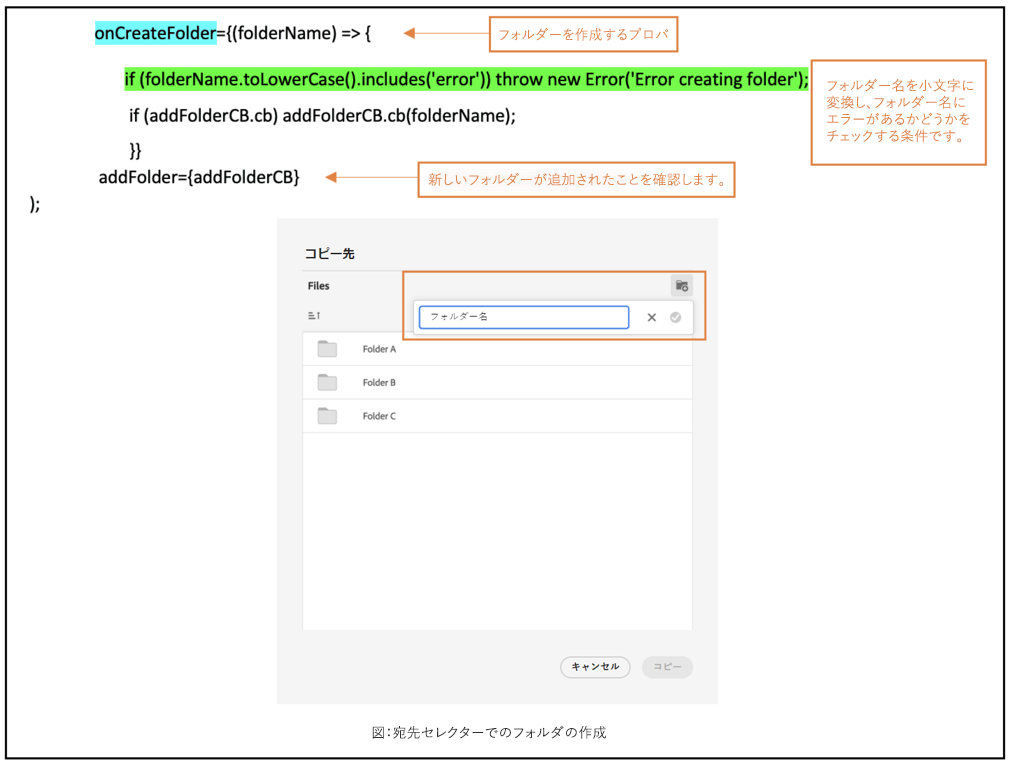 onCreateFolder={(folderName) => {
フォルダーを作成するプロパ
if (folderName.toLowerCase().includes('error')) throw new Error('Error creating folder');
フォルダー名を小文字に
変換し、フォルダー名に
エラーがあるかどうかを
チェックする条件です。
if (addFolderCB.cb) addFolderCB.cb(folderName);
}}
addFolder={addFolderCB}
新しいフォルダーが追加されたことを確認します。
);
コピー先
Files
フォルダー名
Folder A
Folder B
Folder C
キャンセル
コピー
図：宛先セレクターでのフォルダの作成